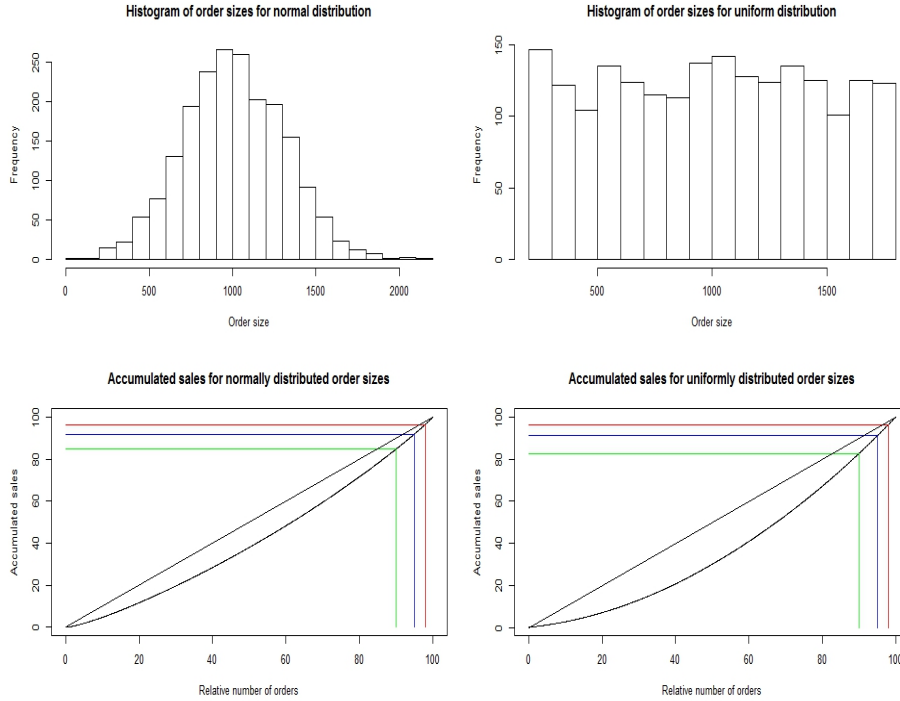 Histogram of order sizes for normal distribution
Frequency
250
200
150
100
50
0
0 500 1000 1500 2000
Order size
Histogram of order sizes for uniform distribution
Frequency
150
100
50
0
500 1000 1500
Order size
Accumulated sales for normally distributed order sizes
Accumulated sales
100
80
60
40
20
0
0 20 40 60 80 100
Relative number of orders
Accumulated sales for uniformly distributed order sizes
Accumulated sales
100
80
60
40
20
0
0 20 40 60 80 100
Relative number of orders